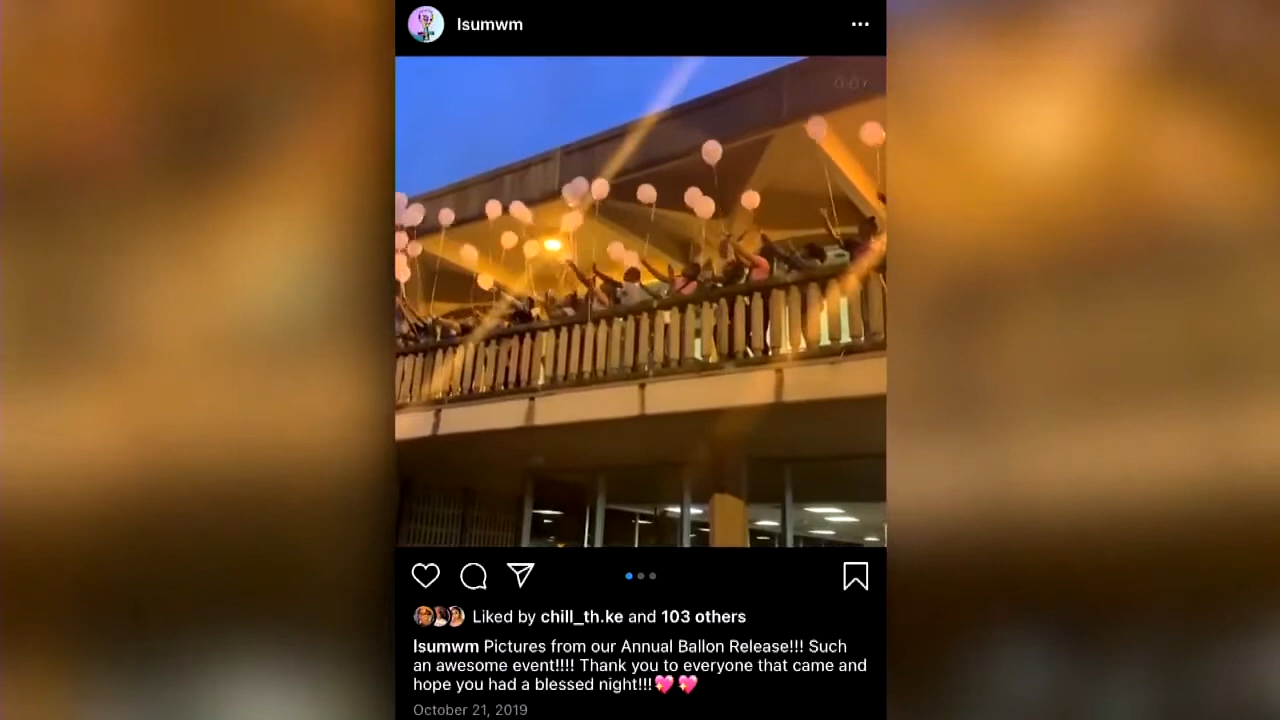 lsumwm
Liked by chill_th.ke and 103 others
lsumwm Pictures from our Annual Ballon Release!!! Such
an awesome event!!!! Thank you to everyone that came and
hope you had a blessed night!!!💖💖
October 21, 2019